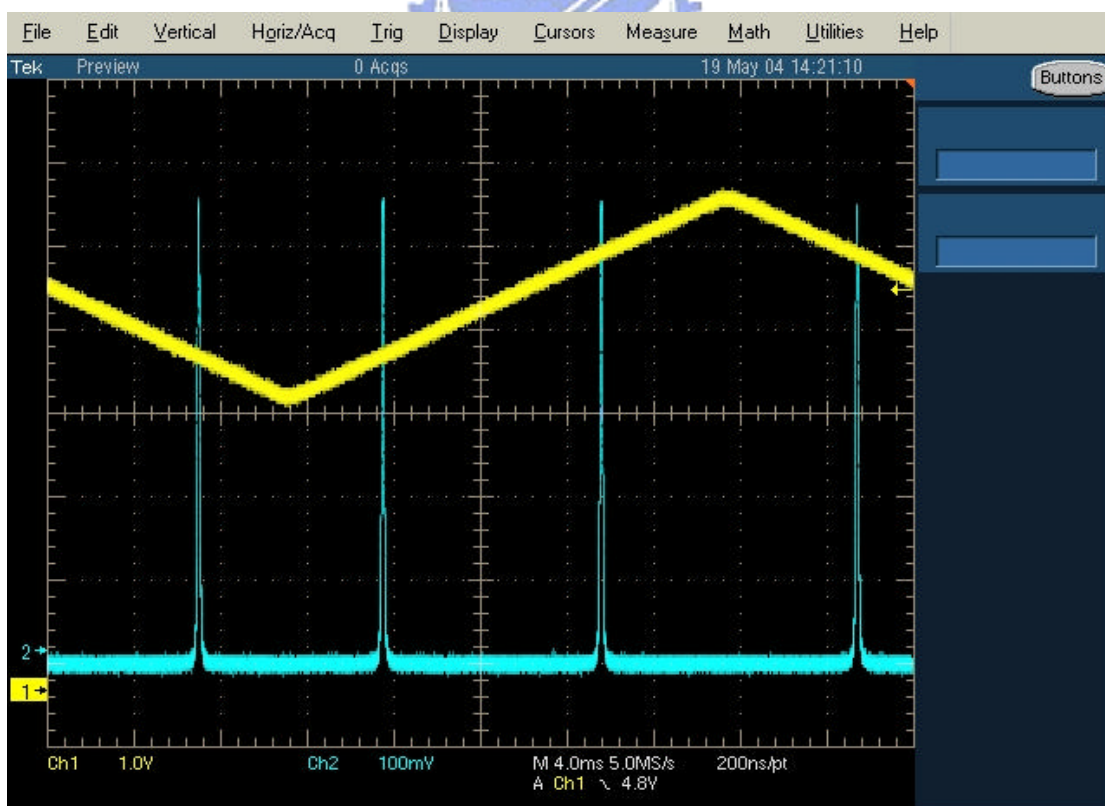 File Edit Vertical Horiz/Acq Trig Display Cursors Measure Math Utilities Help
Tek Preview 0 Acqs 19 May 04 14:21:10
Buttons
2
1
Ch1 1.0V Ch2 100mV M 4.0ms 5.0MS/s 200ns/pt
A Ch1 4.8V